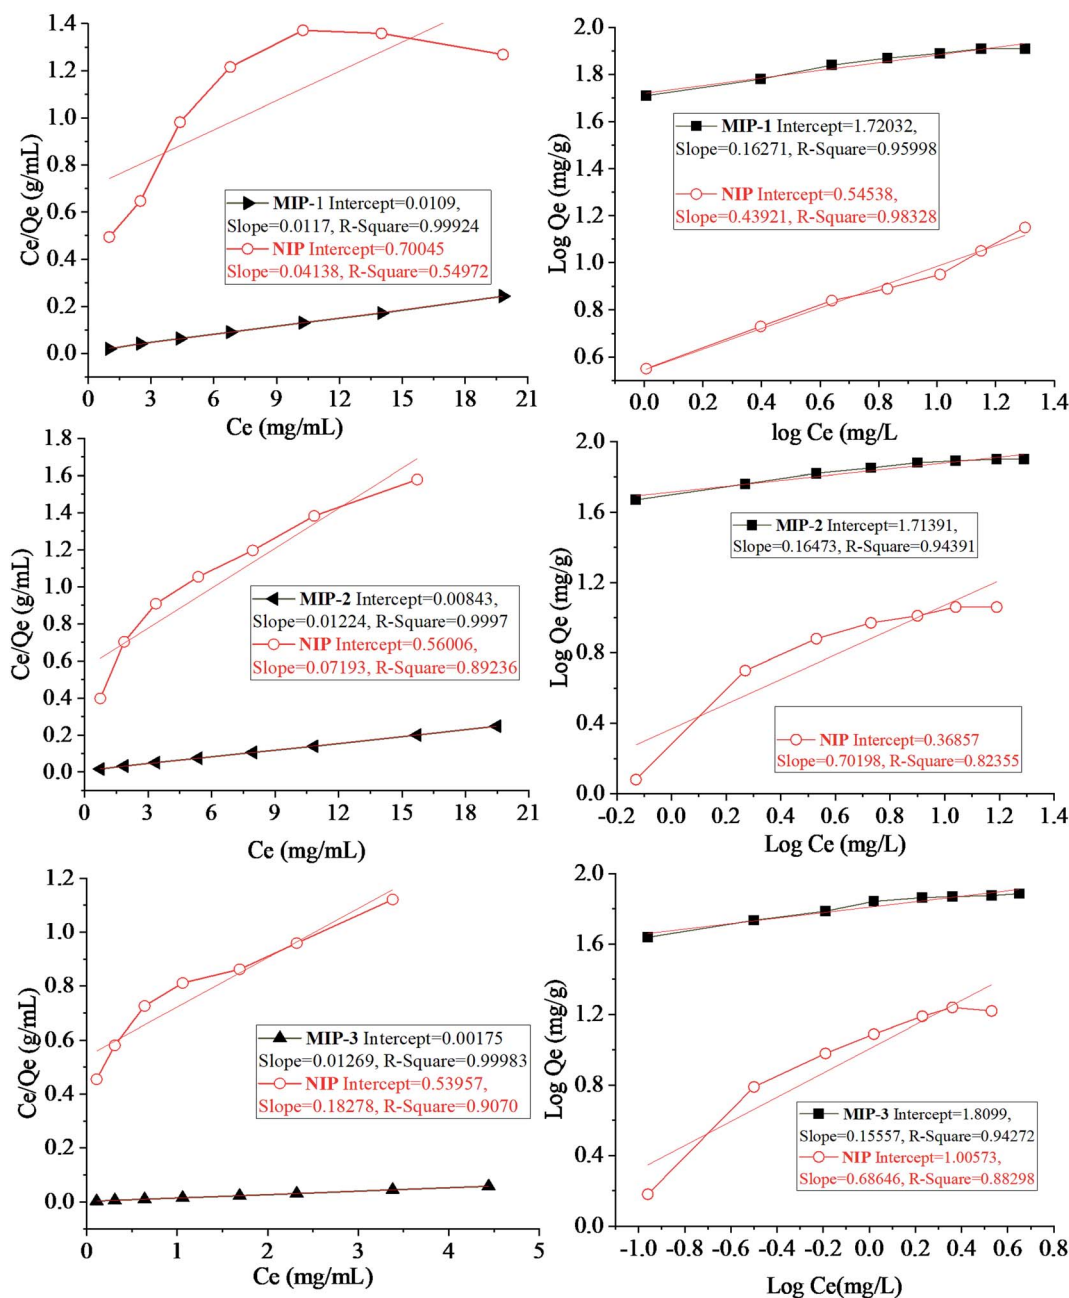 1.4
1.2
1.0
0.8
0.6
0.4
0.2
0.0
Ce/Qe (g/mL)
MIP-1 Intercept=0.0109,
Slope=0.0117, R-Square=0.99924
NIP Intercept=0.70045
Slope=0.04138, R-Square=0.54972
0 3 6 9 12 15 18 21
Ce (mg/mL)
2.0
1.8
1.6
1.4
1.2
1.0
0.8
0.6
Log Qe (mg/g)
MIP-1 Intercept=1.72032,
Slope=0.16271, R-Square=0.95998
NIP Intercept=0.54538,
Slope=0.43921, R-Square=0.98328
0.0 0.2 0.4 0.6 0.8 1.0 1.2 1.4
log Ce (mg/L
1.8
1.6
1.4
1.2
1.0
0.8
0.6
0.4
0.2
0.0
Ce/Qe (g/mL)
MIP-2 Intercept=0.00843,
Slope=0.01224, R-Square=0.9997
NIP Intercept=0.56006,
Slope=0.07193, R-Square=0.89236
0 3 6 9 12 15 18 21
Ce (mg/mL)
2.0
1.6
1.2
0.8
0.4
0.0
Log Qe (mg/g)
MIP-2 Intercept=1.71391,
Slope=0.16473, R-Square=0.94391
NIP Intercept=0.36857
Slope=0.70198, R-Square=0.82355
-0.2 0.0 0.2 0.4 0.6 0.8 1.0 1.2 1.4
Log Ce (mg/L)
1.2
1.0
0.8
0.6
0.4
0.2
0.0
Ce/Qe (g/mL)
MIP-3 Intercept=0.00175
Slope=0.01269, R-Square=0.99983
NIP Intercept=0.53957,
Slope=0.18278, R-Square=0.9070
0 1 2 3 4 5
Ce (mg/mL)
2.0
1.6
1.2
0.8
0.4
0.0
Log Qe (mg/g)
MIP-3 Intercept=1.8099,
Slope=0.15557, R-Square=0.94272
NIP Intercept=1.00573,
Slope=0.68646, R-Square=0.88298
-1.0 -0.8 -0.6 -0.4 -0.2 0.0 0.2 0.4 0.6 0.8
Log Ce(mg/L)